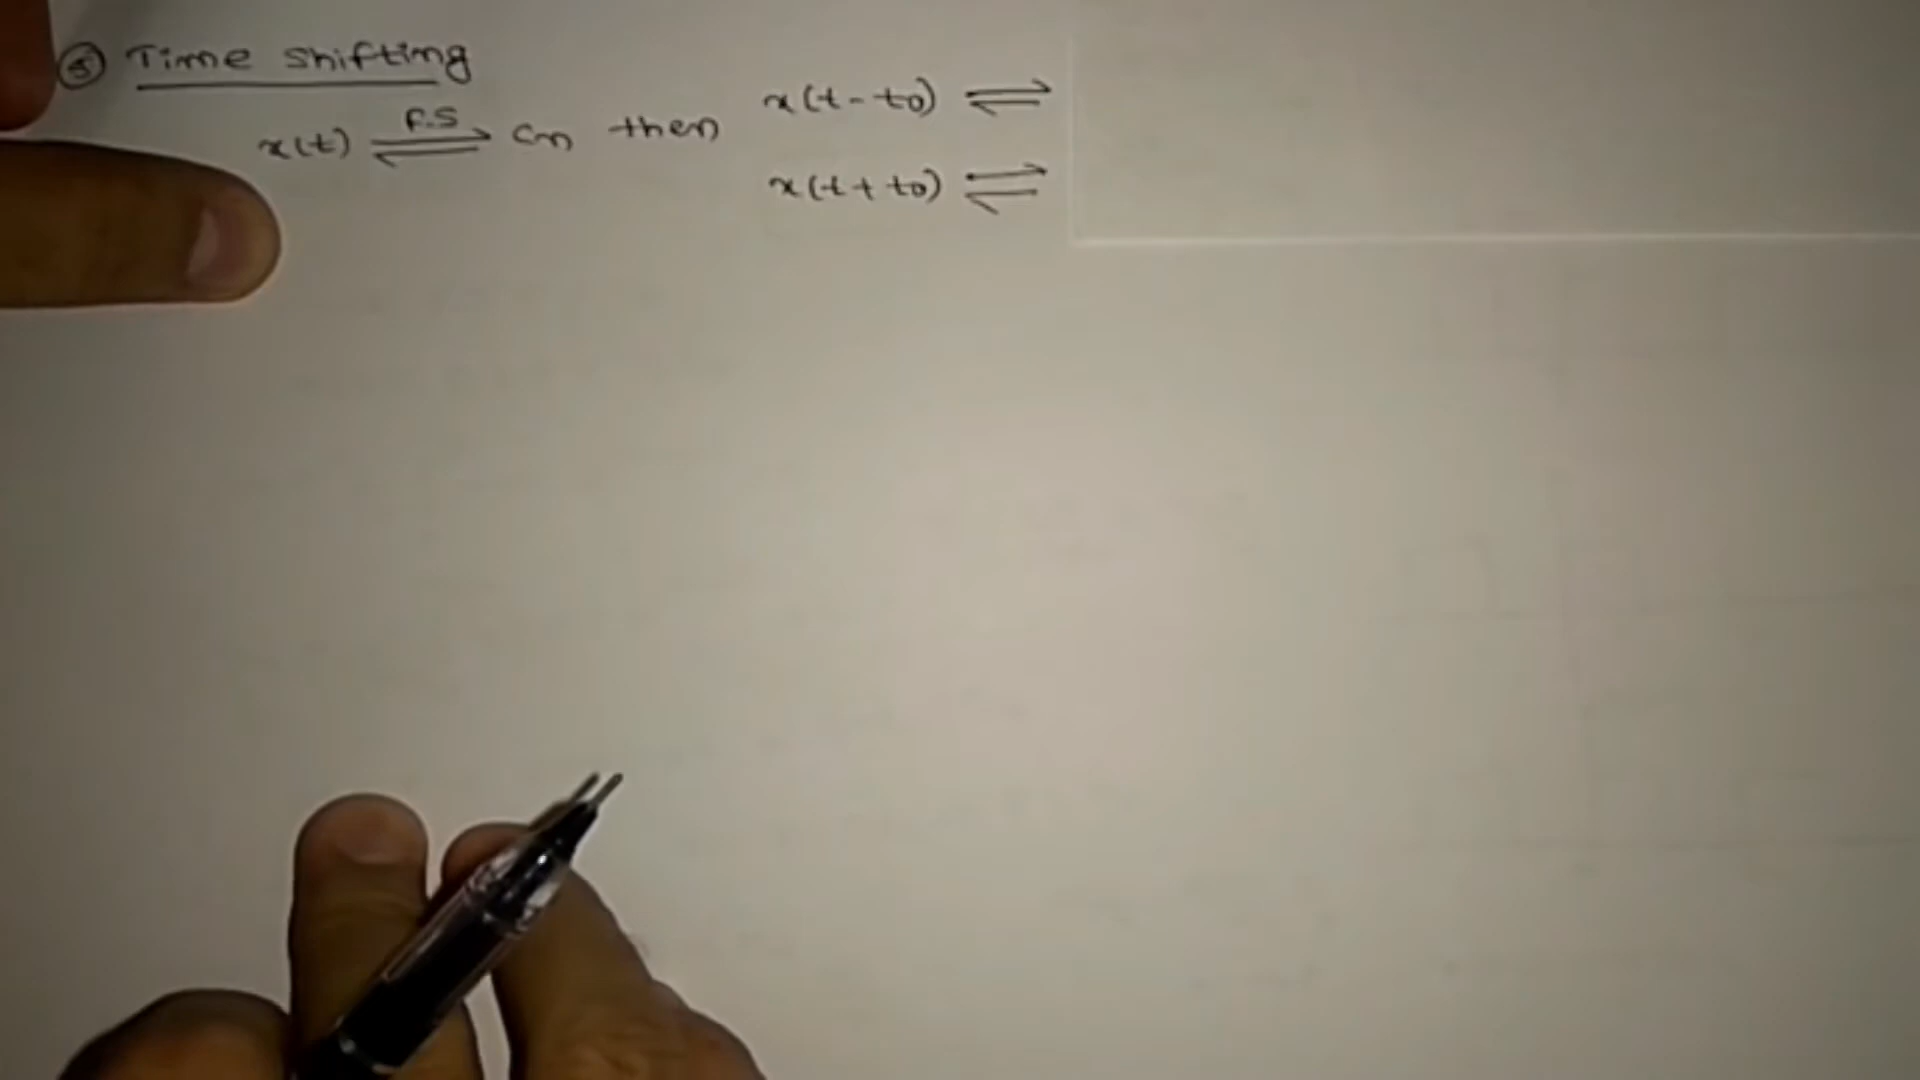 ⑤ Time Shifting
x(t) ⇌ F.S Cn then x(t-t0) ⇌
x(t+t0) ⇌